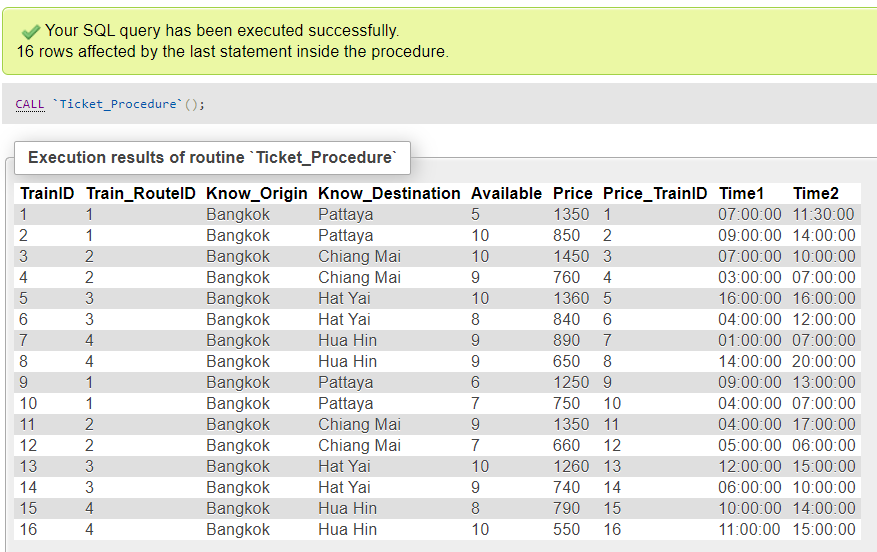 Your SQL query has been executed successfully.
16 rows affected by the last statement inside the procedure.
CALL `Ticket_Procedure`();
Execution results of routine `Ticket_Procedure`
TrainID Train_RouteID Know_Origin Know_Destination Available Price Price_TrainID Time1 Time2
1 1 Bangkok Pattaya 5 1350 1 07:00:00 11:30:00
2 1 Bangkok Pattaya 10 850 2 09:00:00 14:00:00
3 2 Bangkok Chiang Mai 10 1450 3 07:00:00 10:00:00
4 2 Bangkok Chiang Mai 9 760 4 03:00:00 07:00:00
5 3 Bangkok Hat Yai 10 1360 5 16:00:00 16:00:00
6 3 Bangkok Hat Yai 8 840 6 04:00:00 12:00:00
7 4 Bangkok Hua Hin 9 890 7 01:00:00 07:00:00
8 4 Bangkok Hua Hin 9 650 8 14:00:00 20:00:00
9 1 Bangkok Pattaya 6 1250 9 09:00:00 13:00:00
10 1 Bangkok Pattaya 7 750 10 04:00:00 07:00:00
11 2 Bangkok Chiang Mai 9 1350 11 04:00:00 17:00:00
12 2 Bangkok Chiang Mai 7 660 12 05:00:00 06:00:00
13 3 Bangkok Hat Yai 10 1260 13 12:00:00 15:00:00
14 3 Bangkok Hat Yai 9 740 14 06:00:00 10:00:00
15 4 Bangkok Hua Hin 8 790 15 10:00:00 14:00:00
16 4 Bangkok Hua Hin 10 550 16 11:00:00 15:00:00